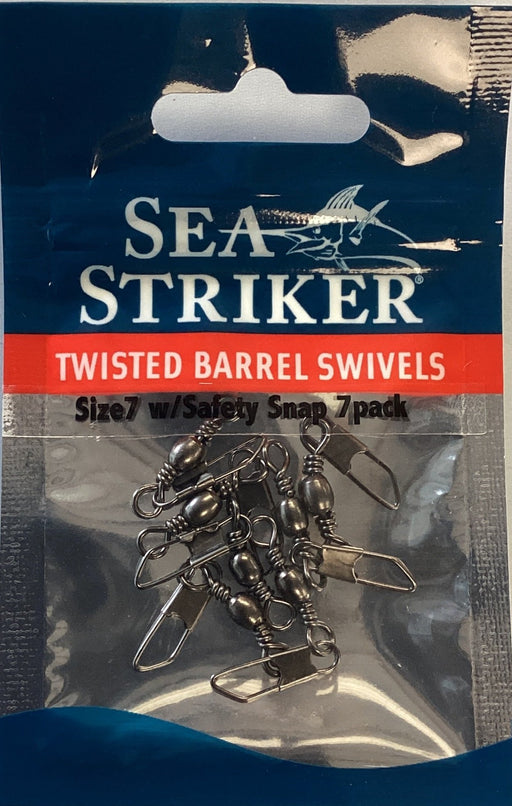 SEA
STRIKER®
TWISTED BARREL SWIVELS
Size7 w/Safety Snap 7pack